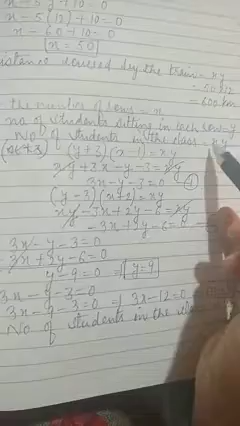 x - 5y + 10 = 0
x - 5(12) + 10 = 0
x - 60 + 10 = 0
x = 50
distance covered by the train = xy
= 50×12
= 600 km
the number of rows = x
no of students sitting in each row = y
No of students in the class = xy
(y+3)(x-1) = xy
xy + 3x - y - 3 = xy
3x - y - 3 = 0 ①
(y-3)(x+2) = xy
xy - 3x + 2y - 6 = xy
-3x + 2y - 6 = 0
3x - y - 3 = 0
-3x + 2y - 6 = 0
y - 9 = 0 ⇒ y = 9
3x - y - 3 = 0
3x - 9 - 3 = 0 ⇒ 3x - 12 = 0
No of students in the